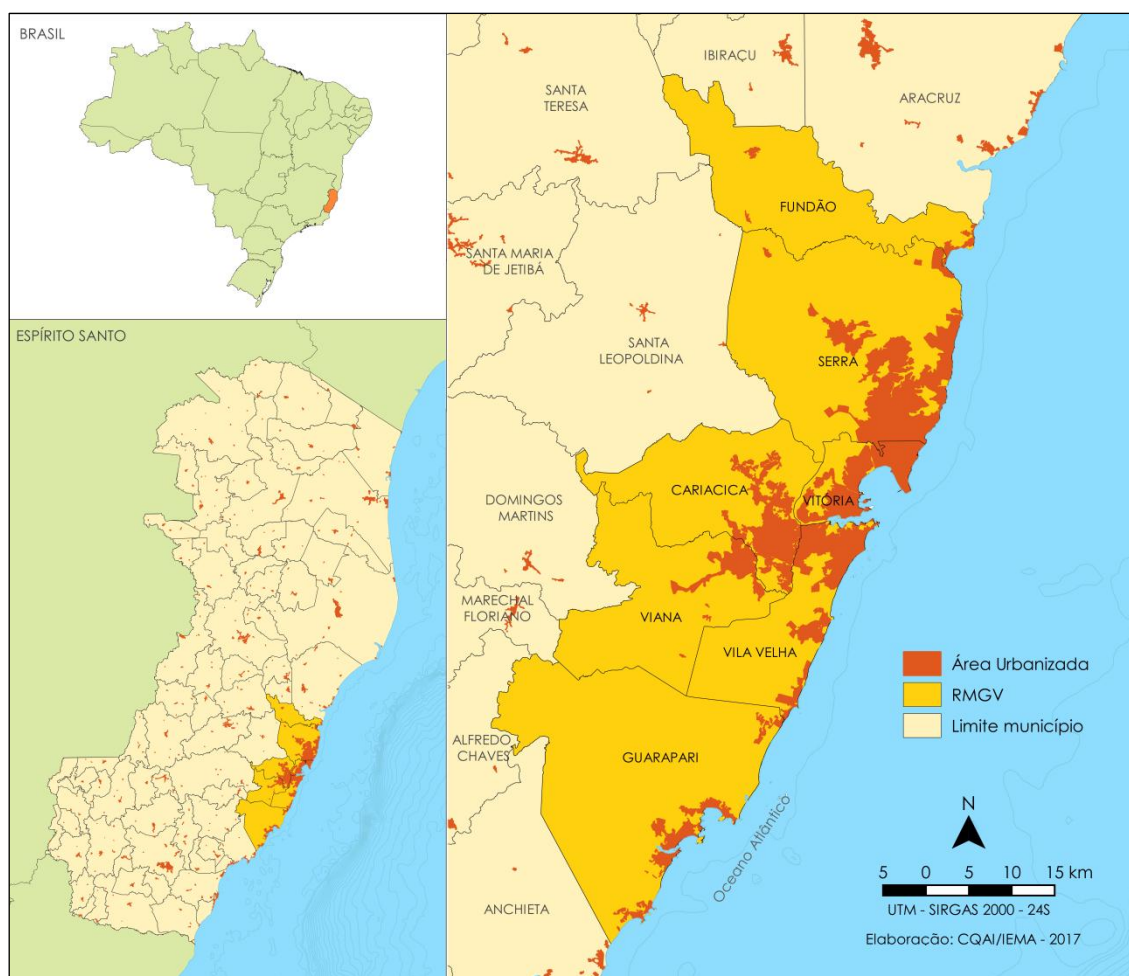 BRASIL
ESPÍRITO SANTO
IBIRAÇU
SANTA
TERESA
ARACRUZ
FUNDÃO
SANTA MARIA
DE JETIBÁ
SANTA
LEOPOLDINA
SERRA
CARIACICA
VITÓRIA
DOMINGOS
MARTINS
MARECHAL
FLORIANO
VIANA
VILA VELHA
ALFREDO
CHAVES
GUARAPARI
ANCHIETA
Oceano Atlântico
Área Urbanizada
RMGV
Limite município
N
5 0 5 10 15 km
UTM - SIRGAS 2000 - 24S
Elaboração: CQAI/IEMA - 2017